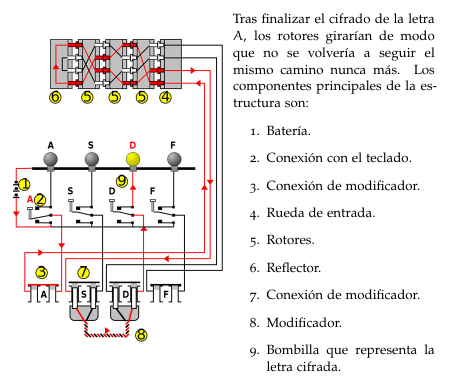 6 5 5 5 4
A S D F
9
1
A 2 S D F
3 7
A S D F
8
Tras finalizar el cifrado de la letra
A, los rotores girarían de modo
que no se volvería a seguir el
mismo camino nunca más. Los
componentes principales de la es-
tructura son:
1. Batería.
2. Conexión con el teclado.
3. Conexión de modificador.
4. Rueda de entrada.
5. Rotores.
6. Reflector.
7. Conexión de modificador.
8. Modificador.
9. Bombilla que representa la
letra cifrada.